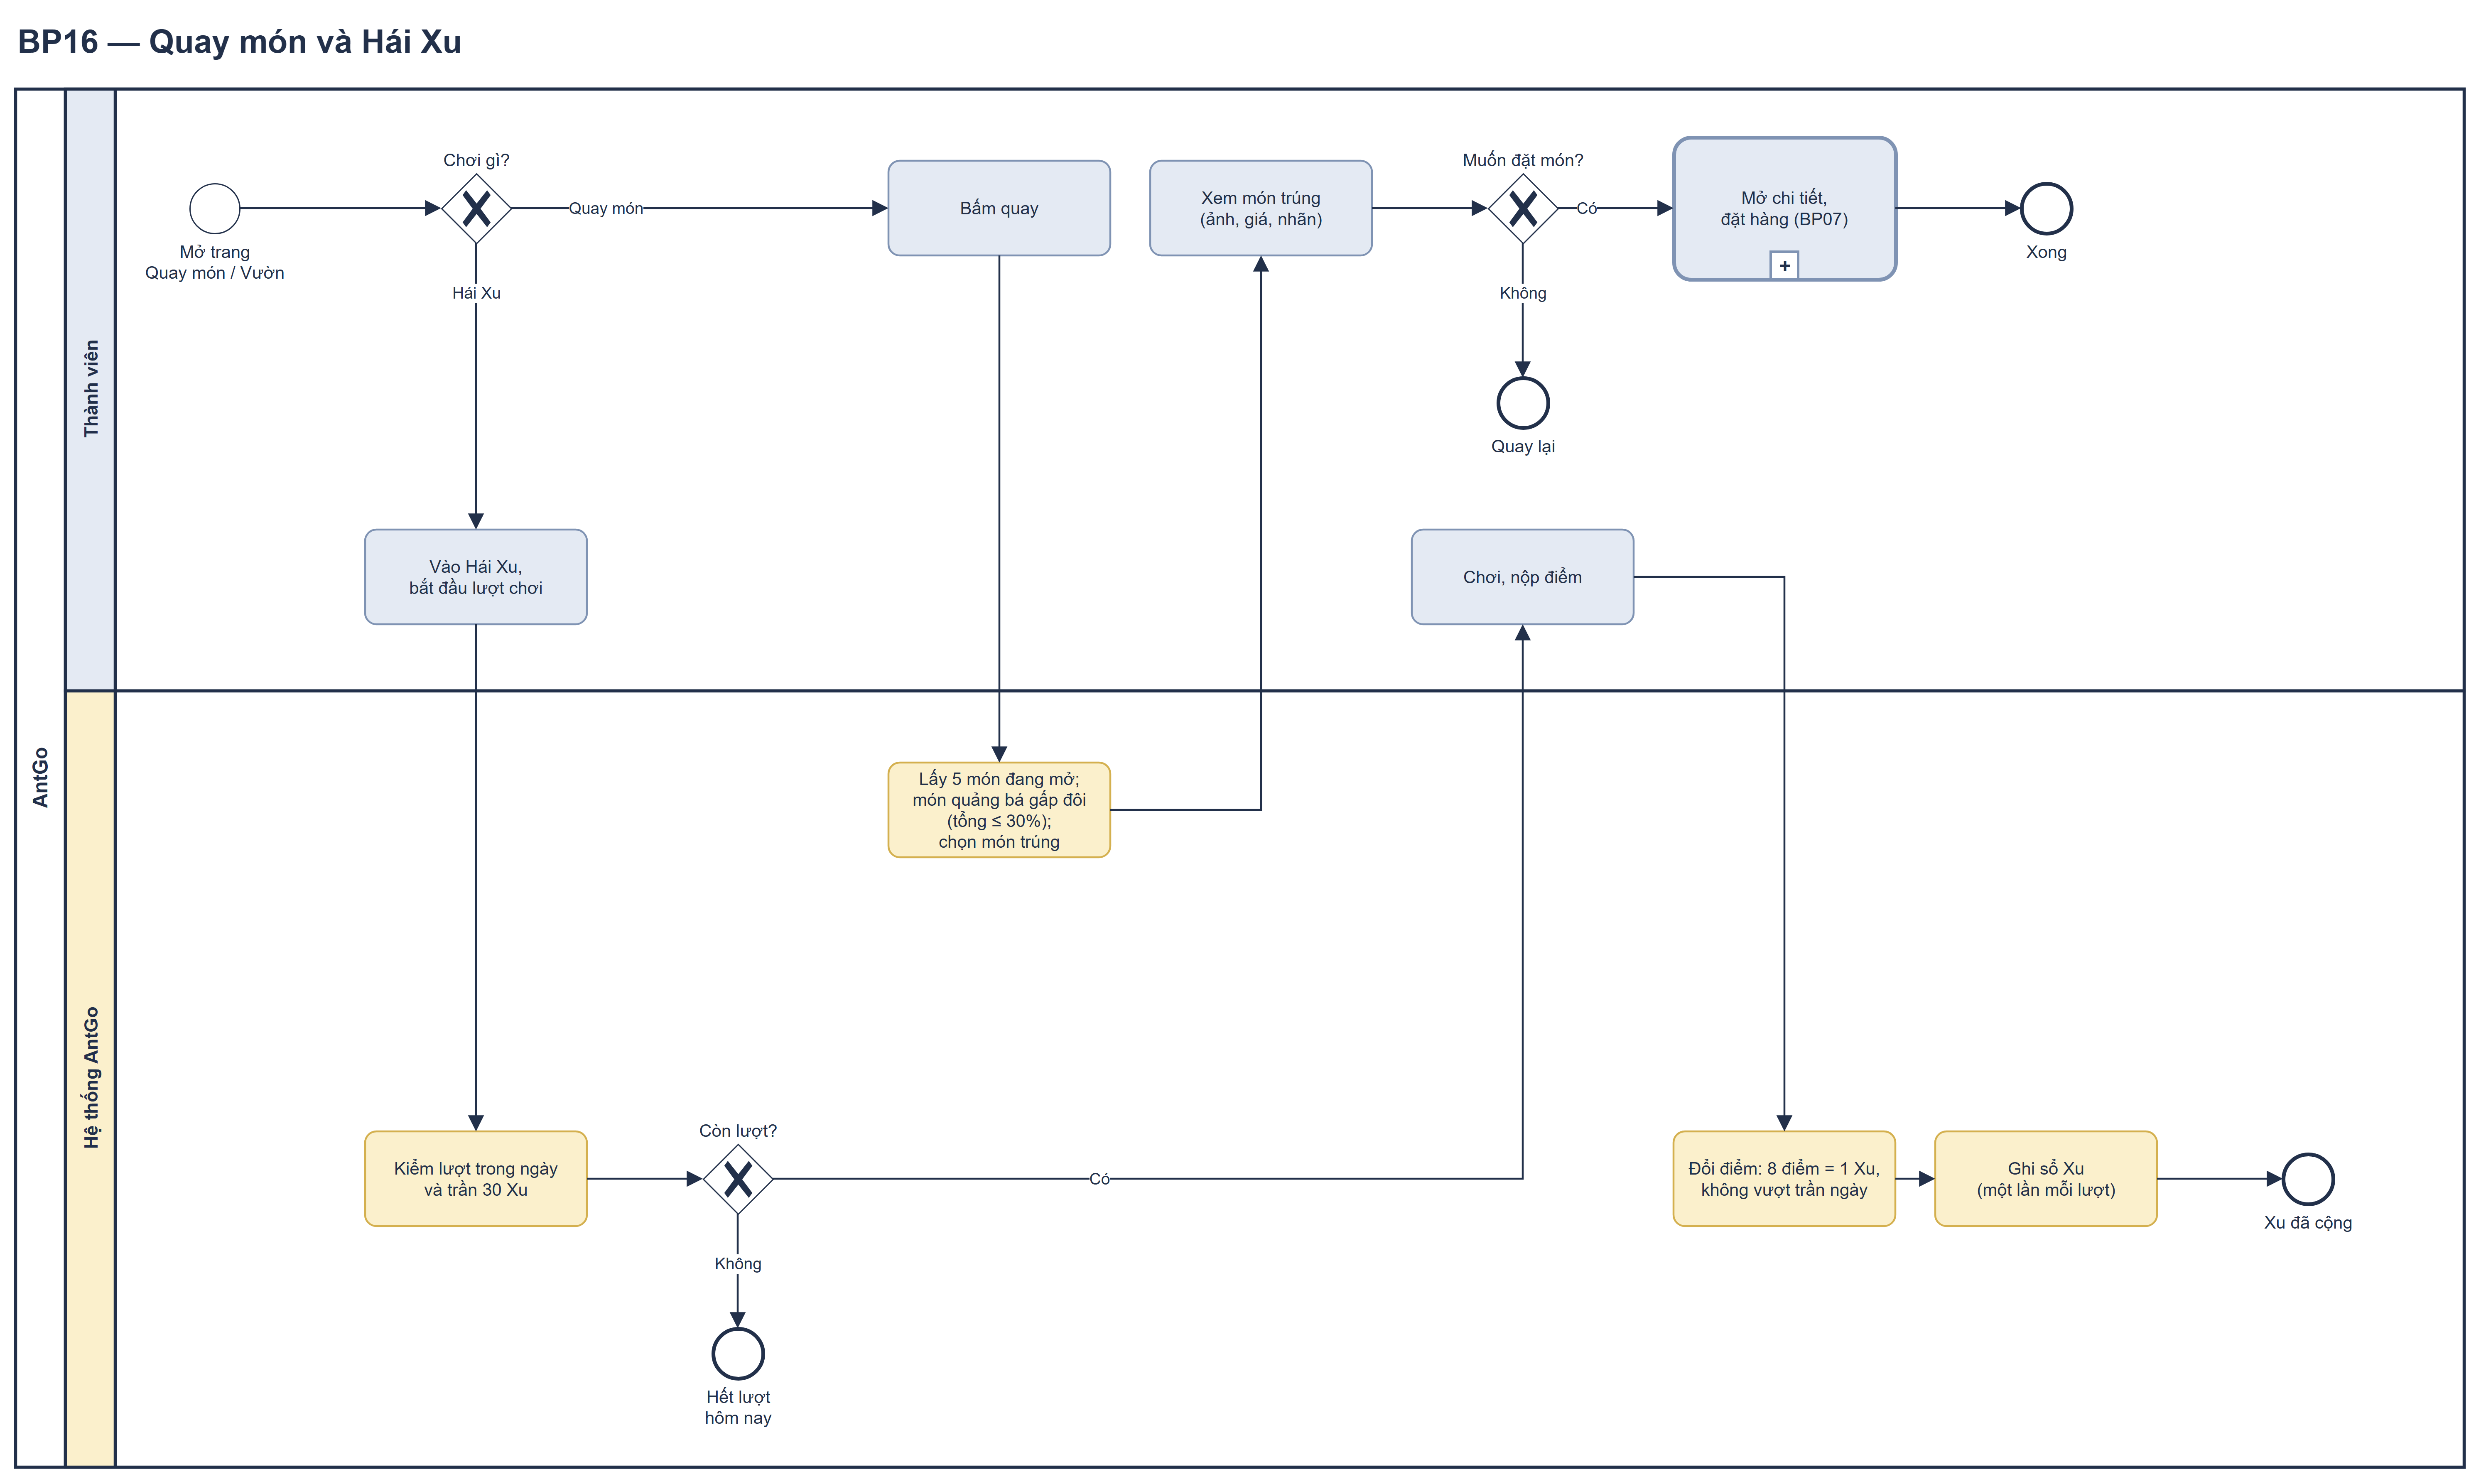 BP16 — Quay món và Hái Xu
AntGo
Thành viên
Hệ thống AntGo
Mở trang
Quay món / Vườn
Chơi gì?
Quay món
Hái Xu
Bấm quay
Xem món trúng
(ảnh, giá, nhãn)
Muốn đặt món?
Có
Không
Mở chi tiết,
đặt hàng (BP07)
+
Xong
Quay lại
Vào Hái Xu,
bắt đầu lượt chơi
Chơi, nộp điểm
Lấy 5 món đang mở;
món quảng bá gấp đôi
(tổng ≤ 30%);
chọn món trúng
Kiểm lượt trong ngày
và trần 30 Xu
Còn lượt?
Có
Không
Hết lượt
hôm nay
Đổi điểm: 8 điểm = 1 Xu,
không vượt trần ngày
Ghi sổ Xu
(một lần mỗi lượt)
Xu đã cộng